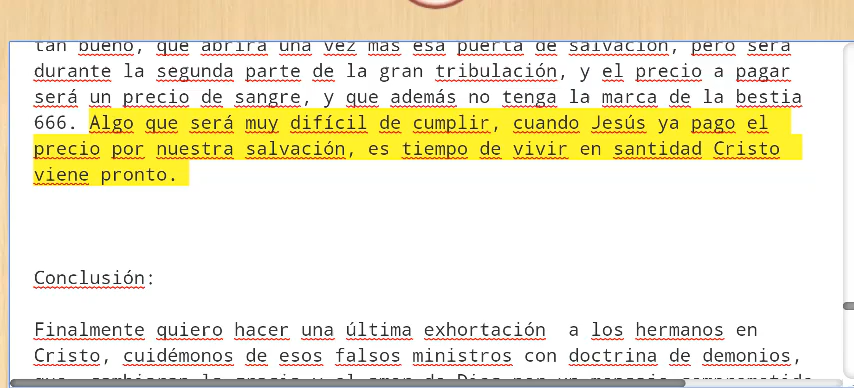 tan bueno, que abrirá una vez más esa puerta de salvación, pero será
durante la segunda parte de la gran tribulación, y el precio a pagar
será un precio de sangre, y que además no tenga la marca de la bestia
666. Algo que será muy difícil de cumplir, cuando Jesús ya pago el
precio por nuestra salvación, es tiempo de vivir en santidad Cristo
viene pronto.
Conclusión:
Finalmente quiero hacer una última exhortación a los hermanos en
Cristo, cuidémonos de esos falsos ministros con doctrina de demonios,